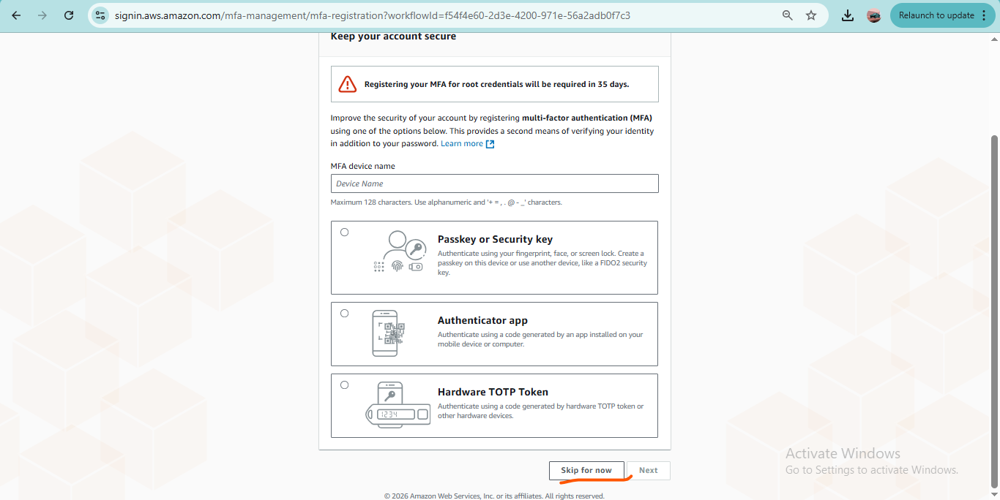 signin.aws.amazon.com/mfa-management/mfa-registration?workflowId=f54f4e60-2d3e-4200-971e-56a2adb0f7c3
Relaunch to update
Keep your account secure
Registering your MFA for root credentials will be required in 35 days.
Improve the security of your account by registering multi-factor authentication (MFA)
using one of the options below. This provides a second means of verifying your identity
in addition to your password. Learn more
MFA device name
Device Name
Maximum 128 characters. Use alphanumeric and '+ = , . @ - _' characters.
Passkey or Security key
Authenticate using your fingerprint, face, or screen lock. Create a
passkey on this device or use another device, like a FIDO2 security
key.
Authenticator app
Authenticate using a code generated by an app installed on your
mobile device or computer.
Hardware TOTP Token
Authenticate using a code generated by hardware TOTP token or
other hardware devices.
1234
Skip for now
Next
Activate Windows
Go to Settings to activate Windows.
© 2026 Amazon Web Services, Inc. or its affiliates. All rights reserved.